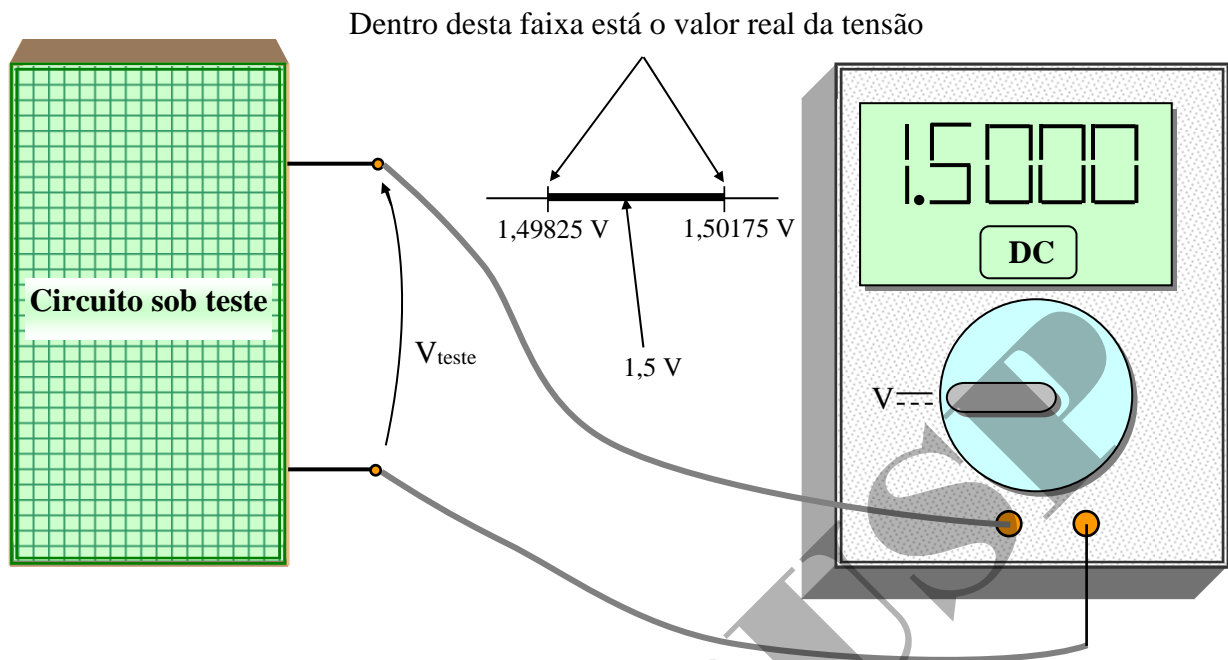 Dentro desta faixa está o valor real da tensão
1.5000
DC
1,49825 V
1,50175 V
Circuito sob teste
Vteste
1,5 V
V
USP